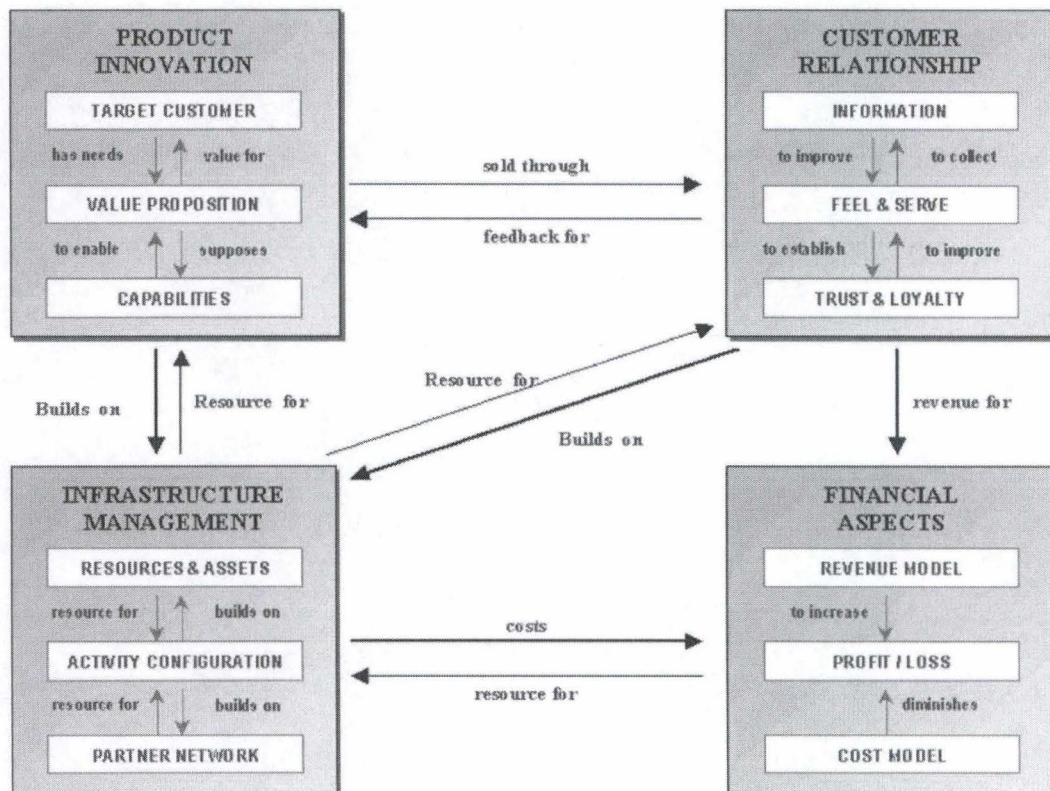 PRODUCT
INNOVATION
TARGET CUSTOMER
has needs
value for
VALUE PROPOSITION
to enable
supposes
CAPABILITIES
CUSTOMER
RELATIONSHIP
INFORMATION
to improve
to collect
FEEL & SERVE
to establish
to improve
TRUST & LOYALTY
sold through
feedback for
Builds on
Resource for
Resource for
Builds on
revenue for
INFRASTRUCTURE
MANAGEMENT
RESOURCES & ASSETS
resource for
builds on
ACTIVITY CONFIGURATION
resource for
builds on
PARTNER NETWORK
costs
resource for
FINANCIAL
ASPECTS
REVENUE MODEL
to increase
PROFIT / LOSS
diminishes
COST MODEL